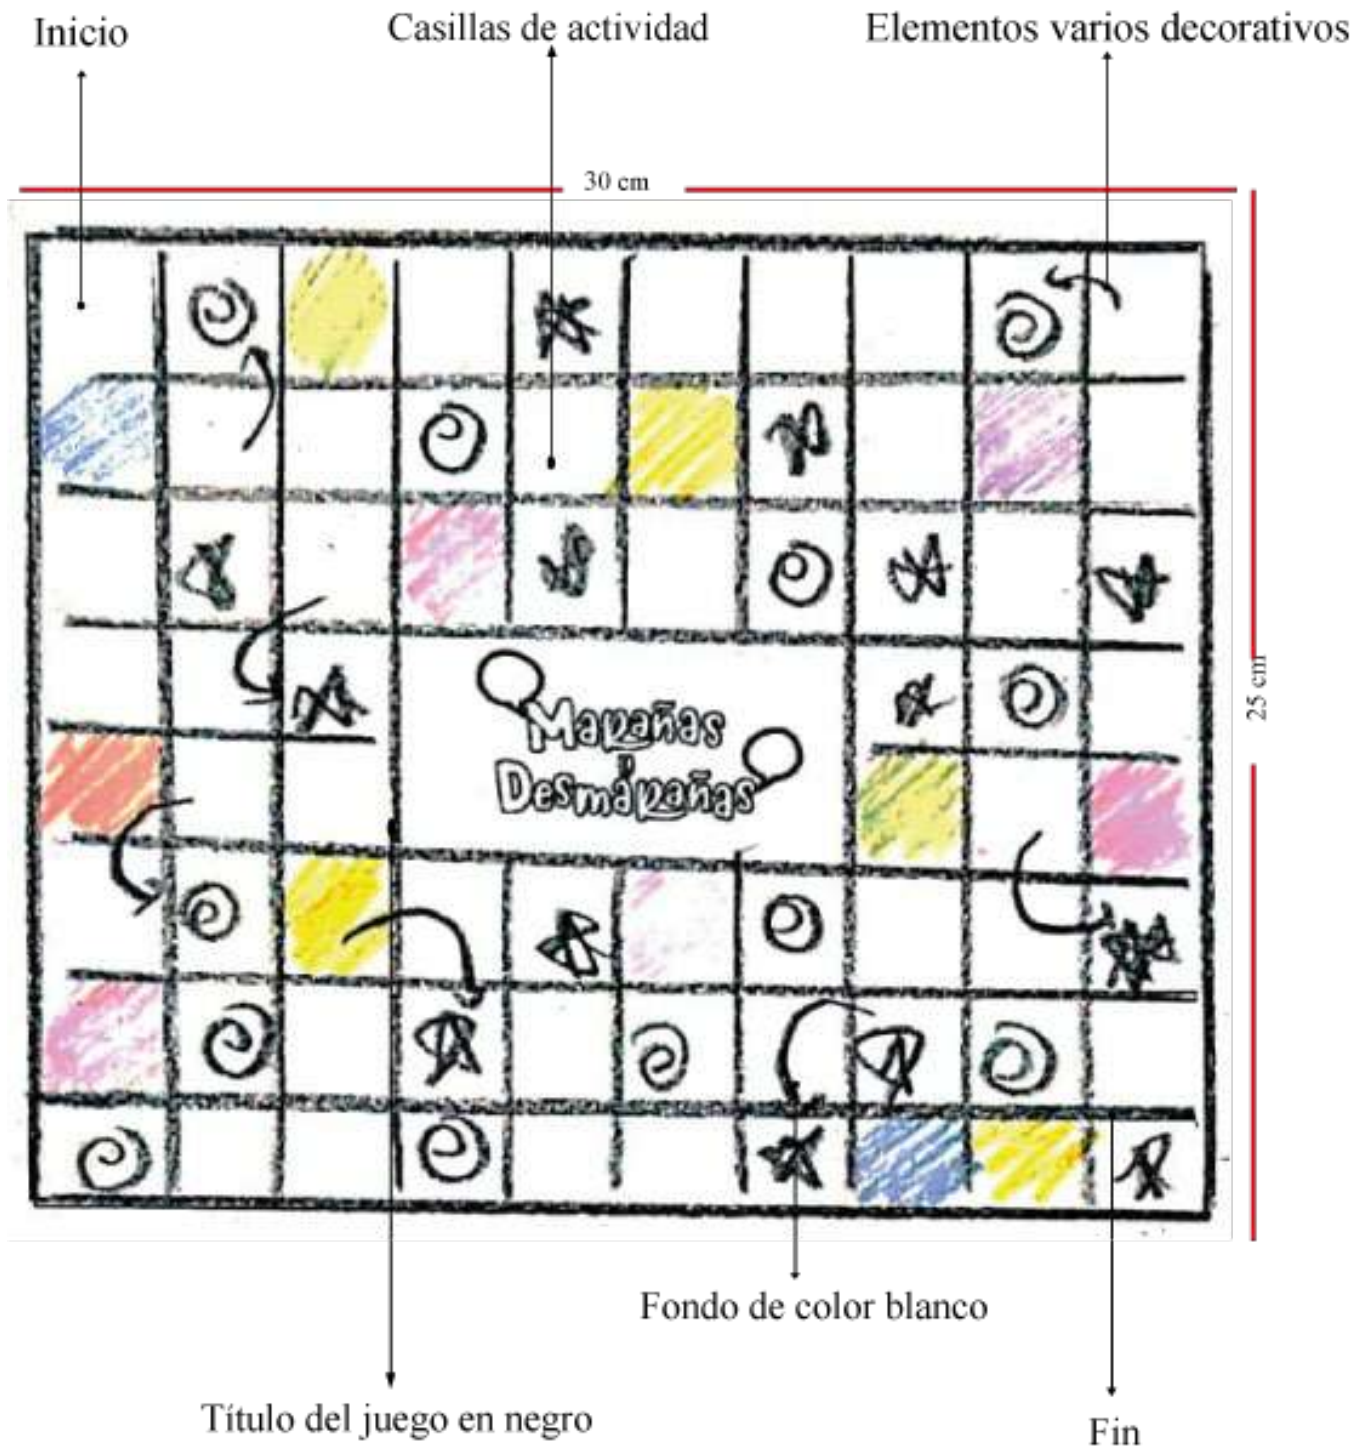 Inicio
Casillas de actividad
Elementos varios decorativos
30 cm
25 cm
Marañas
y
Desmarañas
Fondo de color blanco
Título del juego en negro
Fin